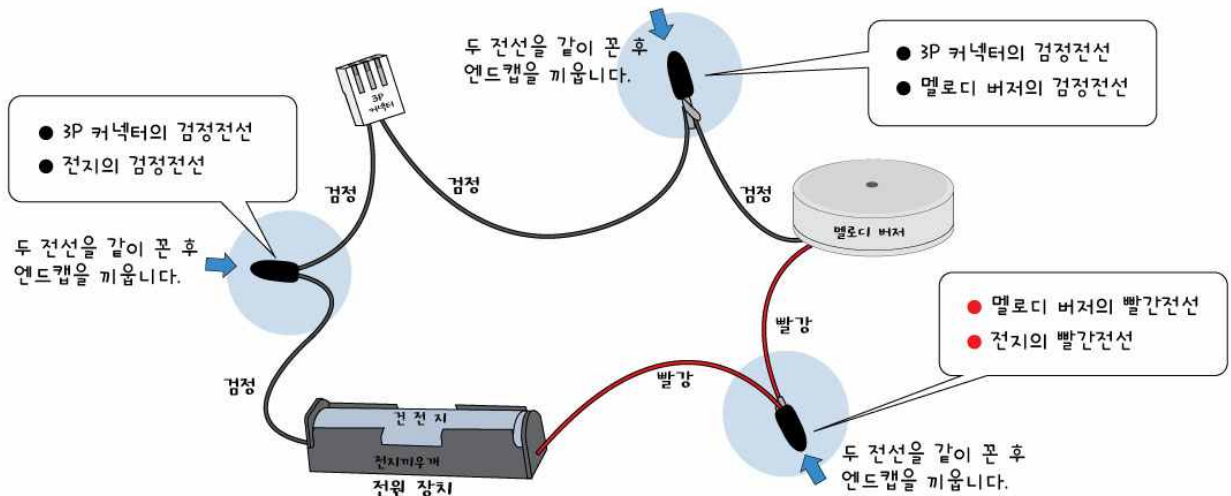 두 전선을 같이 꼰 후
엔드캡을 끼웁니다.
● 3P 커넥터의 검정전선
● 멜로디 버저의 검정전선
3P
커넥터
● 3P 커넥터의 검정전선
● 전지의 검정전선
검정
검정
검정
멜로디 버저
두 전선을 같이 꼰 후
엔드캡을 끼웁니다.
● 멜로디 버저의 빨간전선
● 전지의 빨간전선
빨강
빨강
검정
건 전 지
전지끼우개
전원 장치
두 전선을 같이 꼰 후
엔드캡을 끼웁니다.